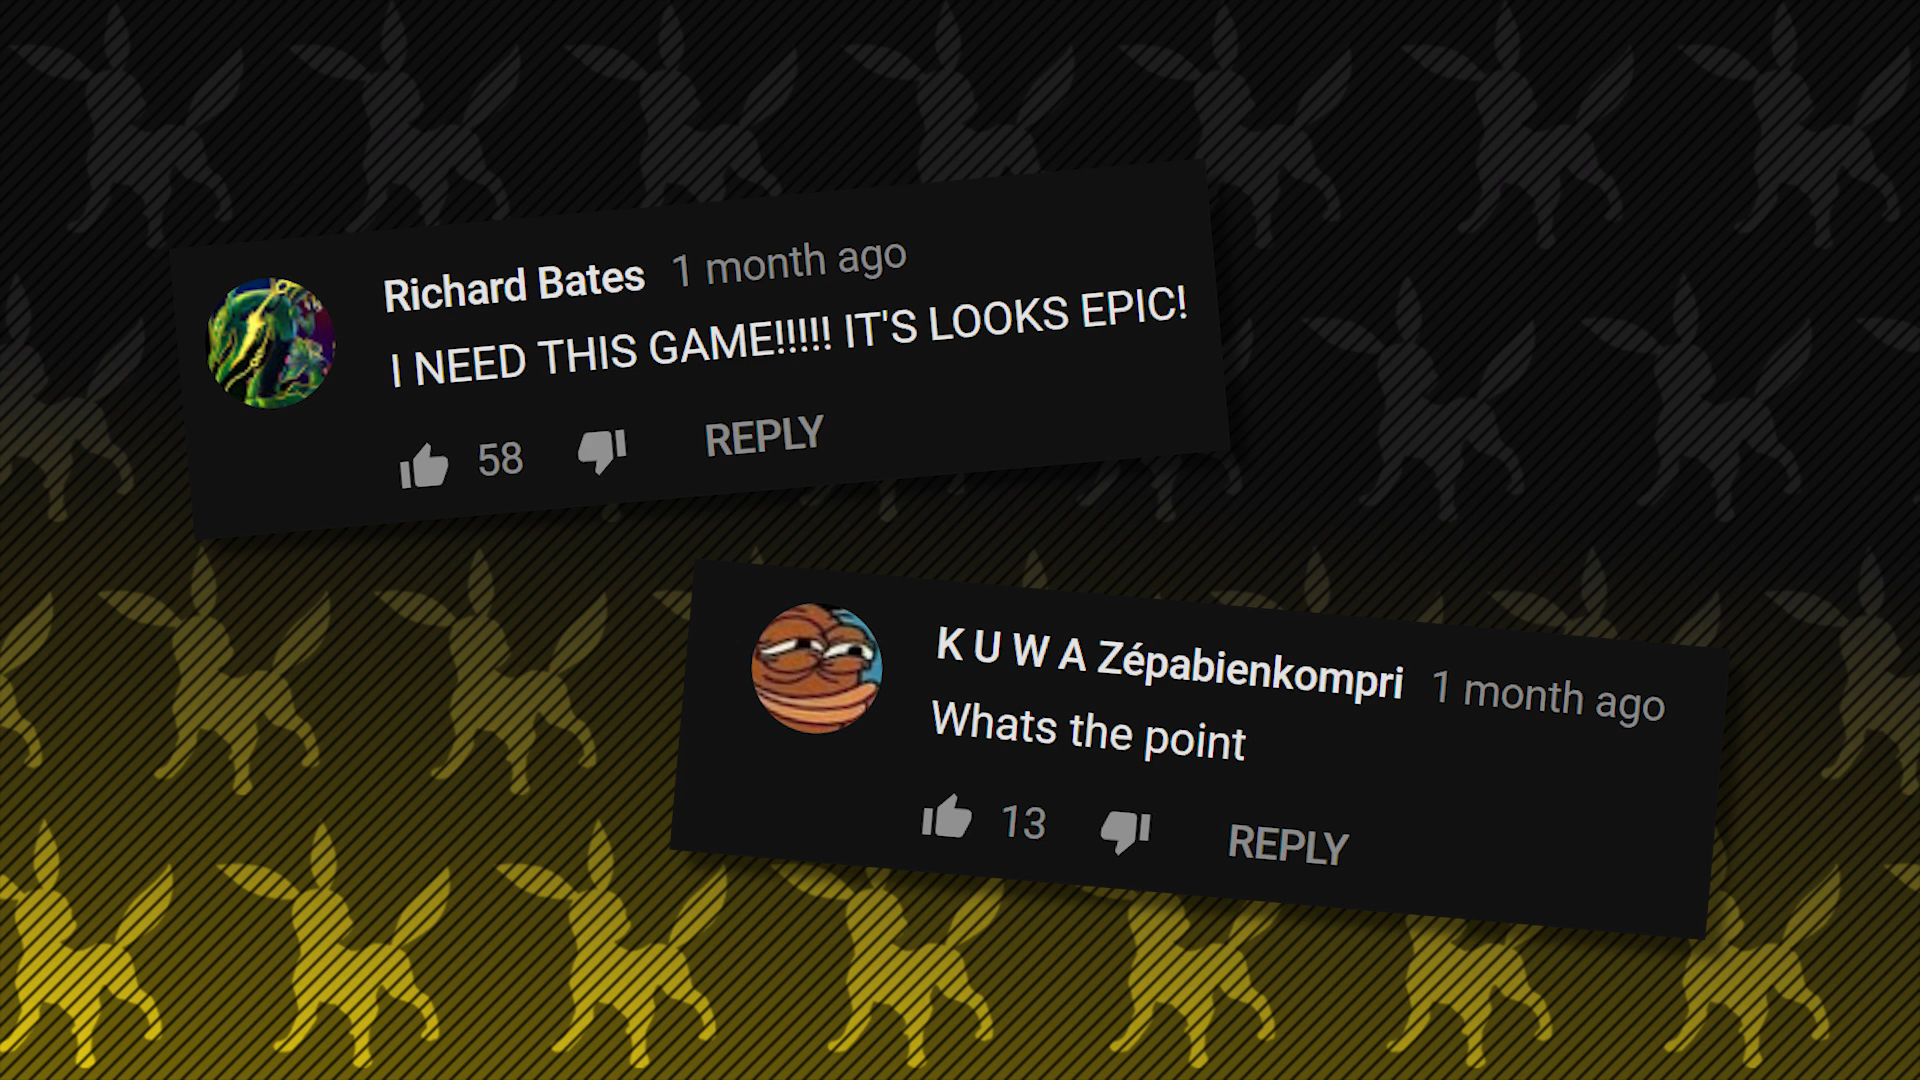 Richard Bates 1 month ago
I NEED THIS GAME!!!!! IT'S LOOKS EPIC!
58 REPLY
K U W A Zépabienkompri 1 month ago
Whats the point
13 REPLY